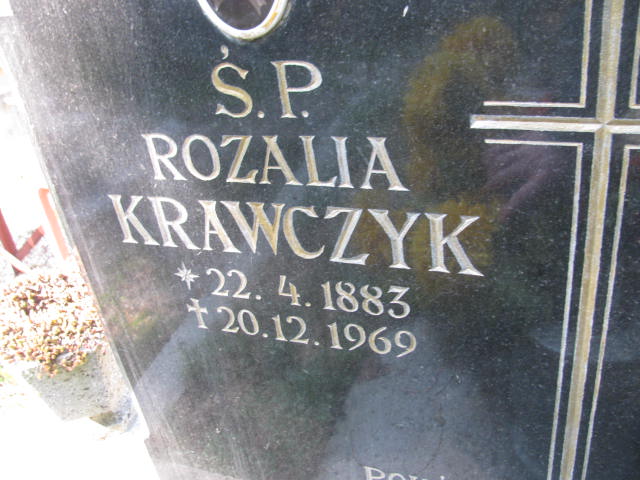 Ś.P.
ROZALIA
KRAWCZYK
* 22. 4. 1883
† 20.12.1969